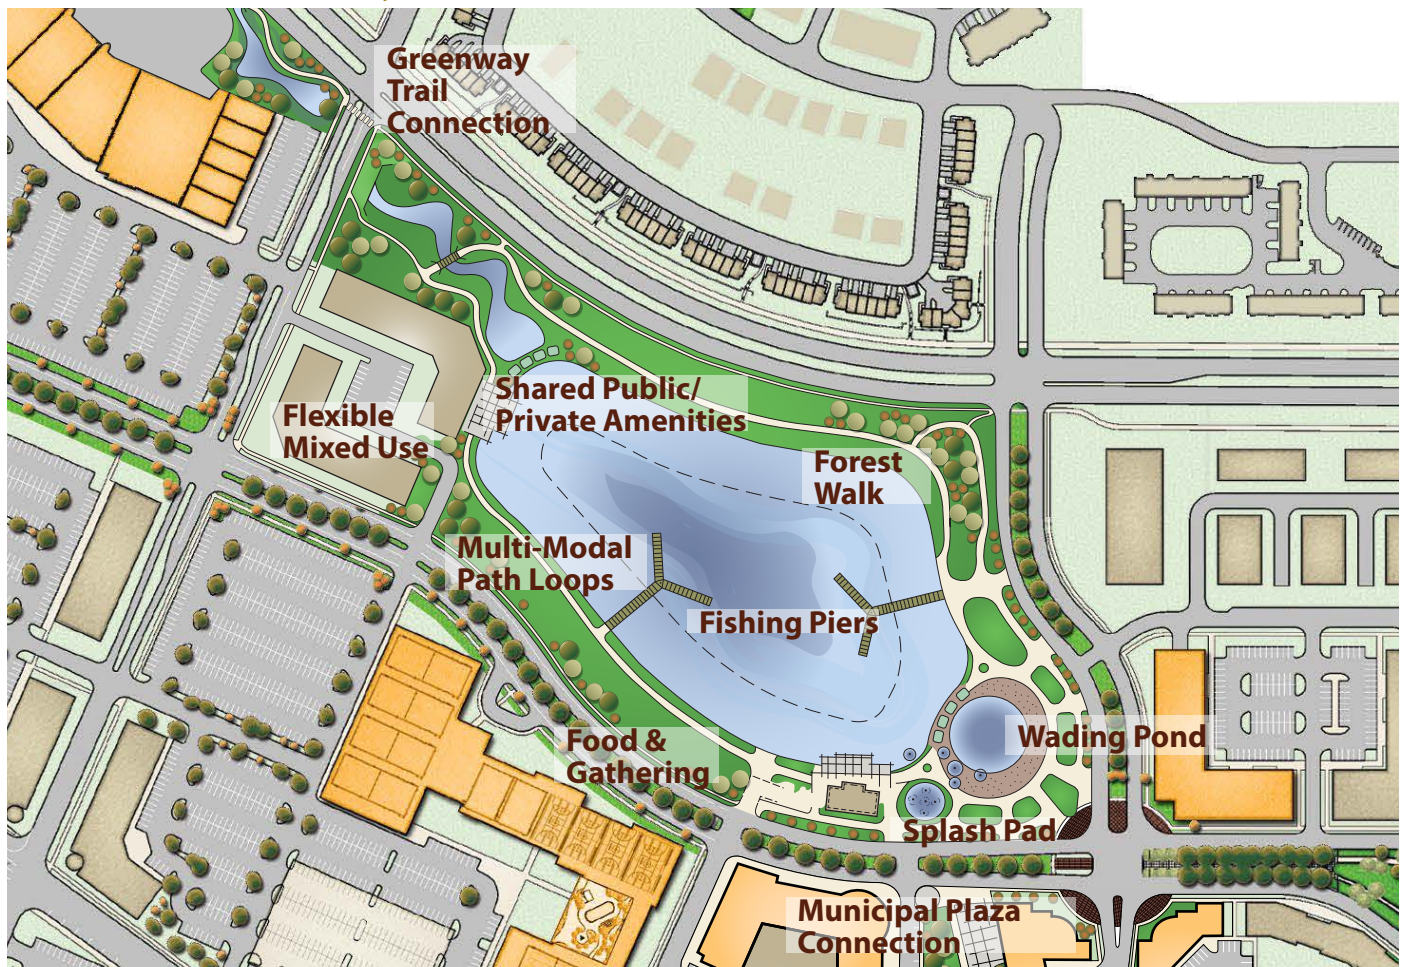 Greenway
Trail
Connection
Shared Public/
Private Amenities
Flexible
Mixed Use
Forest
Walk
Multi-Modal
Path Loops
Fishing Piers
Food &
Gathering
Wading Pond
Splash Pad
Municipal Plaza
Connection